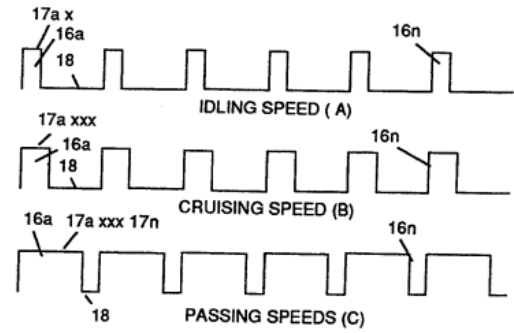 17a x
16a
16n
18
IDLING SPEED ( A)
17a xxx
16a
16n
18
CRUISING SPEED (B)
16a
17a xxx 17n
16n
18
PASSING SPEEDS (C)